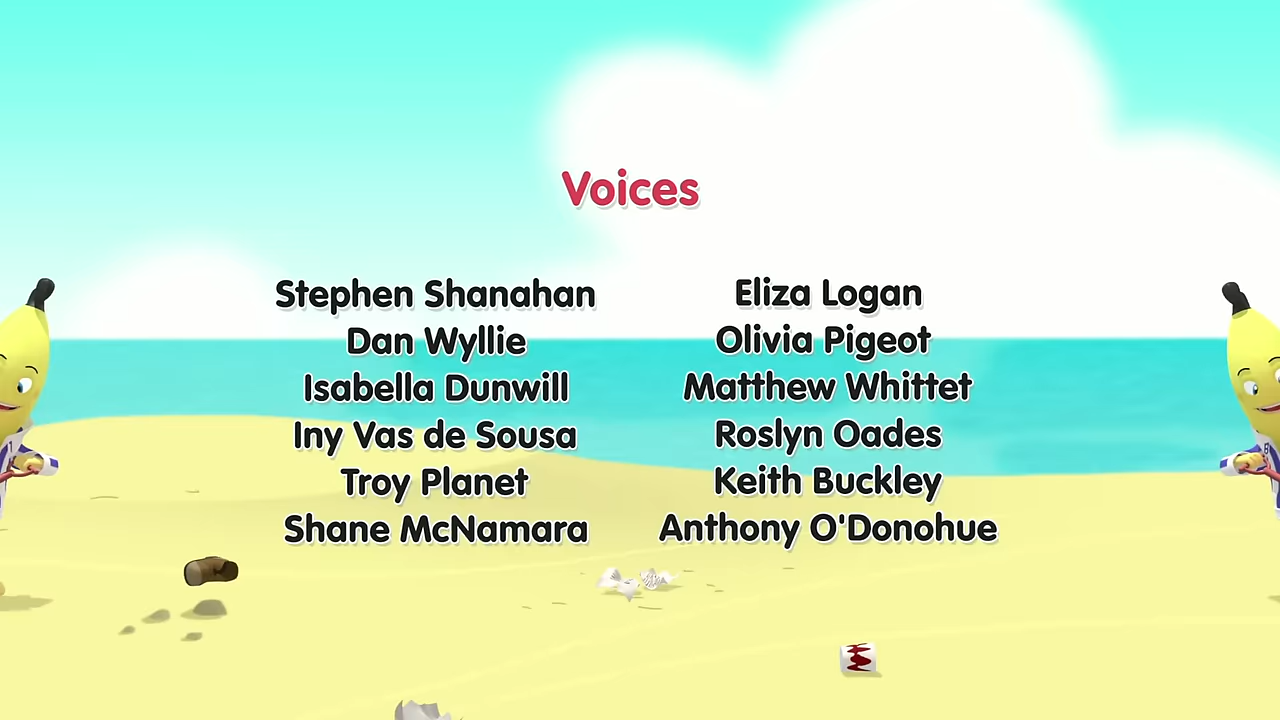 Voices
Stephen Shanahan
Dan Wyllie
Isabella Dunwill
Iny Vas de Sousa
Troy Planet
Shane McNamara
Eliza Logan
Olivia Pigeot
Matthew Whittet
Roslyn Oades
Keith Buckley
Anthony O'Donohue